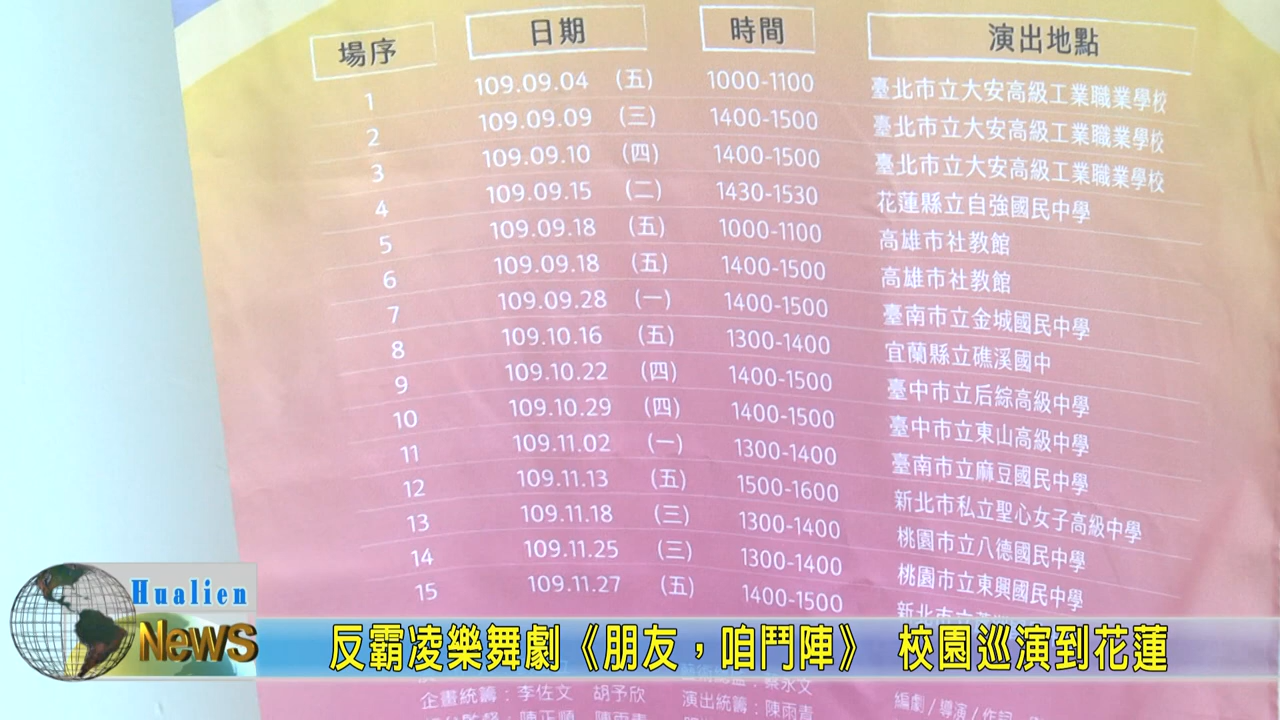 場序 日期 時間 演出地點
1 109.09.04 (五) 1000-1100 臺北市立大安高級工業職業學校
2 109.09.09 (三) 1400-1500 臺北市立大安高級工業職業學校
3 109.09.10 (四) 1400-1500 臺北市立大安高級工業職業學校
4 109.09.15 (二) 1430-1530 花蓮縣立自強國民中學
5 109.09.18 (五) 1000-1100 高雄市社教館
6 109.09.18 (五) 1400-1500 高雄市社教館
7 109.09.28 (一) 1400-1500 臺南市立金城國民中學
8 109.10.16 (五) 1300-1400 宜蘭縣立礁溪國中
9 109.10.22 (四) 1400-1500 臺中市立后綜高級中學
10 109.10.29 (四) 1400-1500 臺中市立東山高級中學
11 109.11.02 (一) 1300-1400 臺南市立麻豆國民中學
12 109.11.13 (五) 1500-1600 新北市私立聖心女子高級中學
13 109.11.18 (三) 1300-1400 桃園市立八德國民中學
14 109.11.25 (三) 1300-1400 桃園市立東興國民中學
15 109.11.27 (五) 1400-1500 新北市
Hualien
News
反霸凌樂舞劇《朋友，咱鬥陣》 校園巡演到花蓮
蔡永文
企畫統籌：李佐文 胡予欣 演出統籌：陳雨青 編劇/導演/作詞